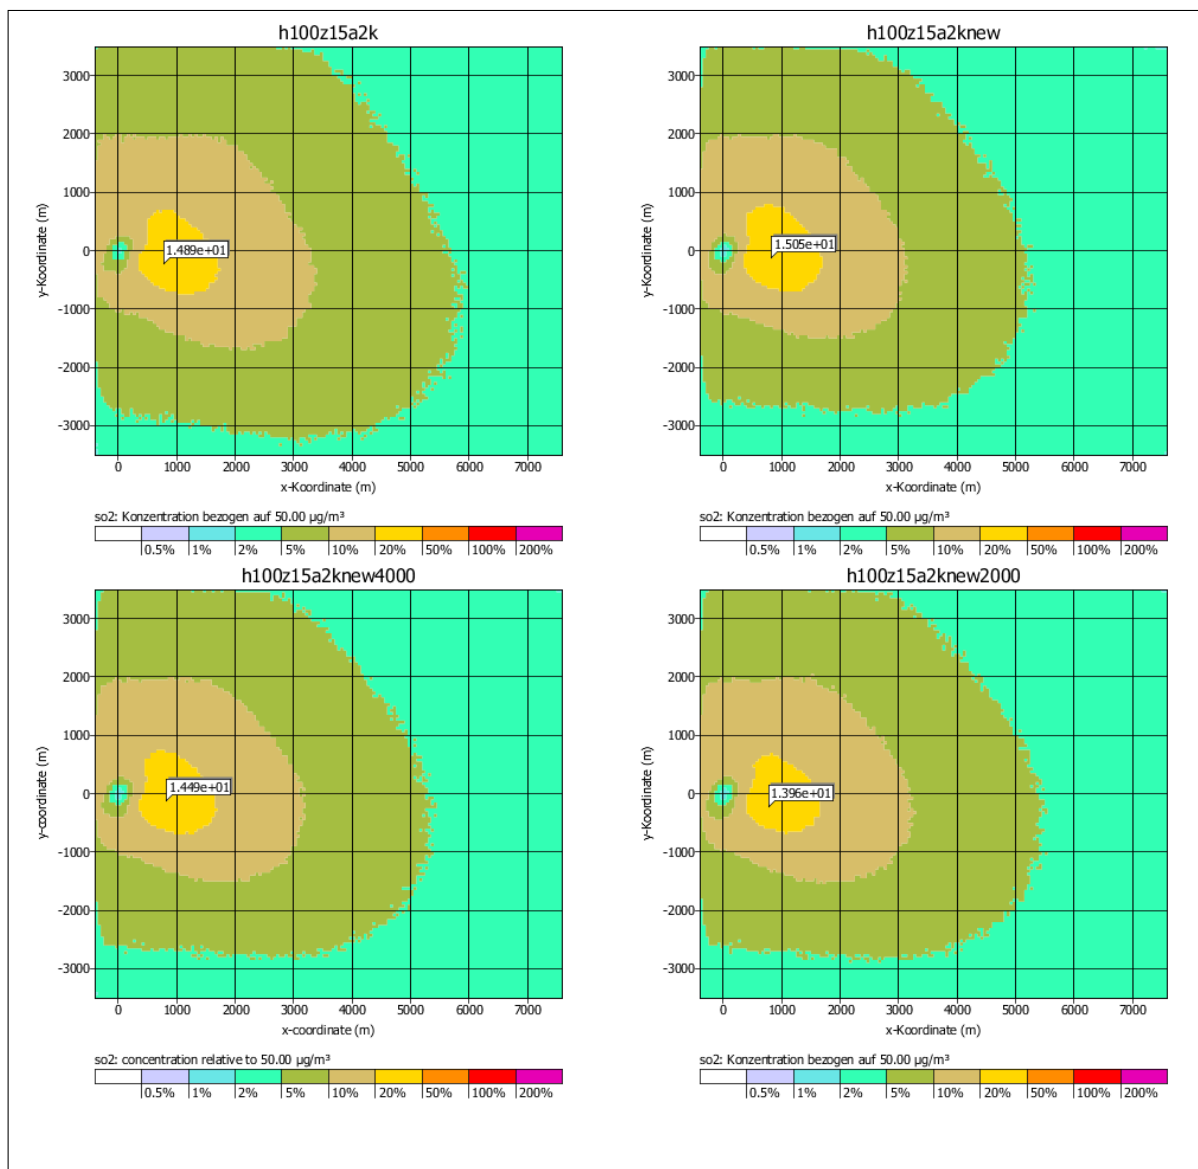 h100z15a2k
3000
2000
1000
0
-1000
-2000
-3000
y-Koordinate (m)
1.489e+01
0 1000 2000 3000 4000 5000 6000 7000
x-Koordinate (m)
so2: Konzentration bezogen auf 50.00 µg/m³
0.5% 1% 2% 5% 10% 20% 50% 100% 200%
h100z15a2knew
3000
2000
1000
0
-1000
-2000
-3000
y-Koordinate (m)
1.505e+01
0 1000 2000 3000 4000 5000 6000 7000
x-Koordinate (m)
so2: Konzentration bezogen auf 50.00 µg/m³
0.5% 1% 2% 5% 10% 20% 50% 100% 200%
h100z15a2knew4000
3000
2000
1000
0
-1000
-2000
-3000
y-coordinate (m)
1.449e+01
0 1000 2000 3000 4000 5000 6000 7000
x-coordinate (m)
so2: concentration relative to 50.00 µg/m³
0.5% 1% 2% 5% 10% 20% 50% 100% 200%
h100z15a2knew2000
3000
2000
1000
0
-1000
-2000
-3000
y-Koordinate (m)
1.396e+01
0 1000 2000 3000 4000 5000 6000 7000
x-Koordinate (m)
so2: Konzentration bezogen auf 50.00 µg/m³
0.5% 1% 2% 5% 10% 20% 50% 100% 200%